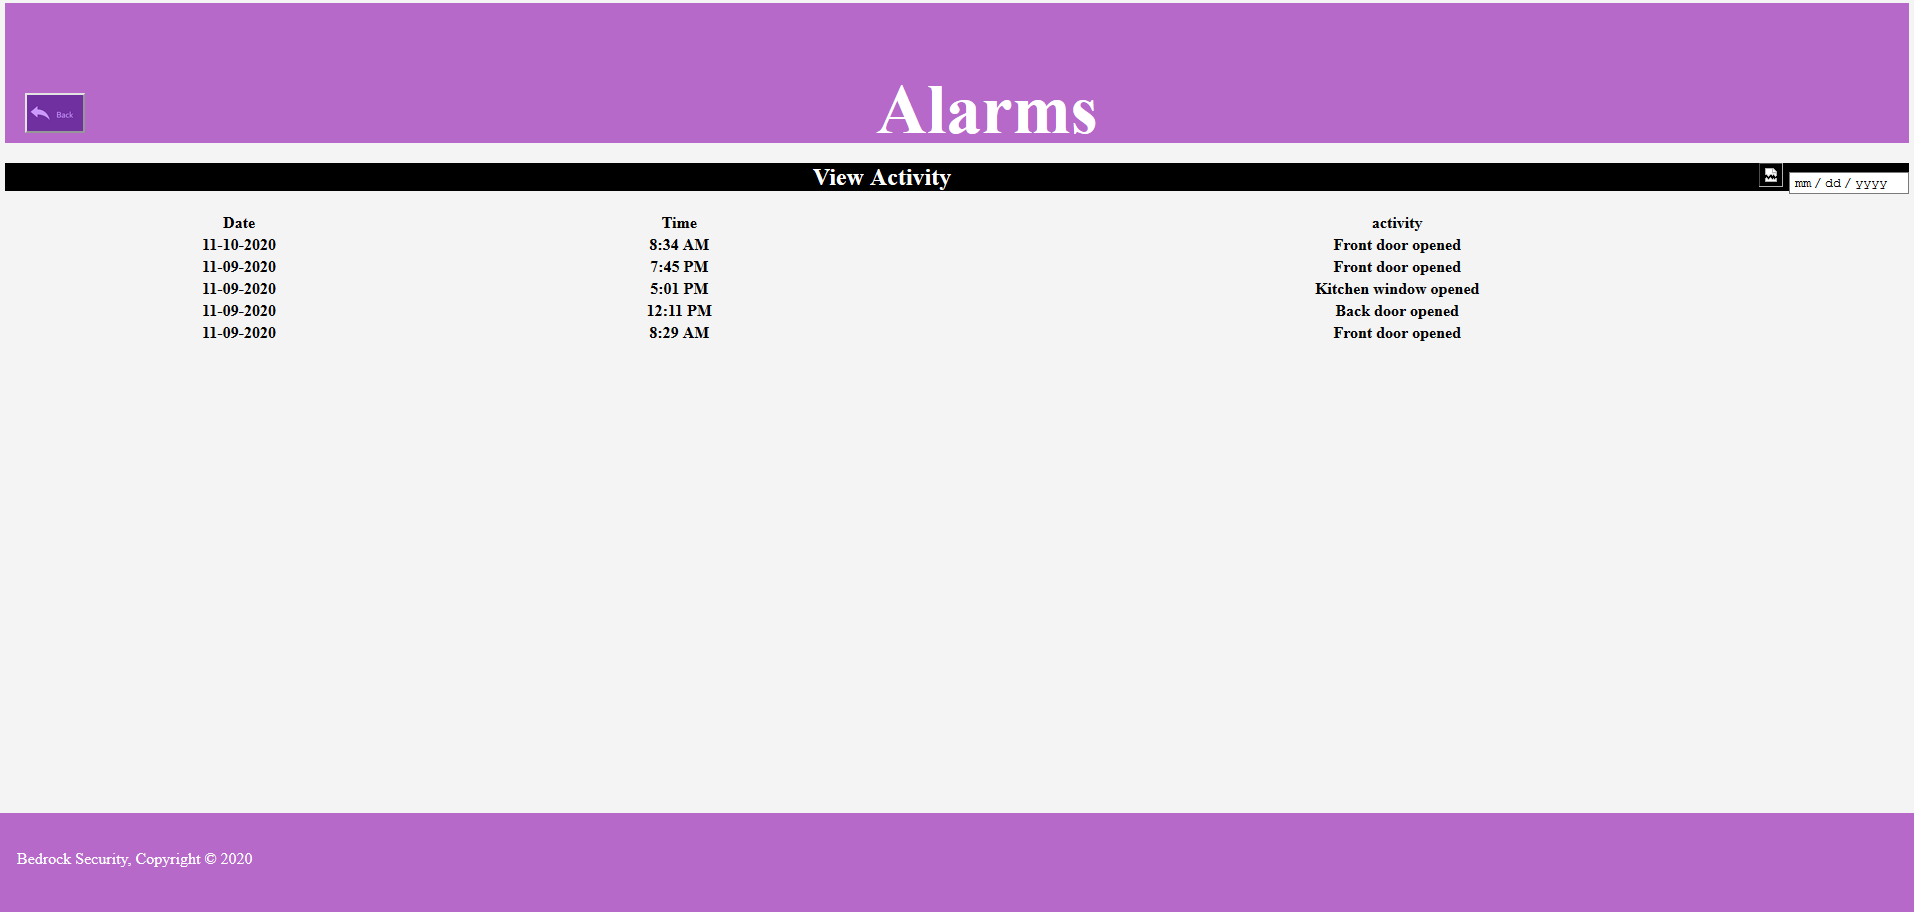 Alarms
Back
View Activity
mm / dd / yyyy
Date Time activity
11-10-2020 8:34 AM Front door opened
11-09-2020 7:45 PM Front door opened
11-09-2020 5:01 PM Kitchen window opened
11-09-2020 12:11 PM Back door opened
11-09-2020 8:29 AM Front door opened
Bedrock Security, Copyright © 2020